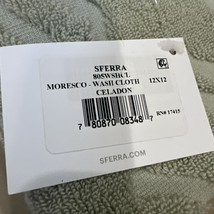 SFERRA
805WSHCL
MORESCO - WASH CLOTH 12X12
CELADON
7 80870 08348 7
RN# 17415
SFERRA.COM